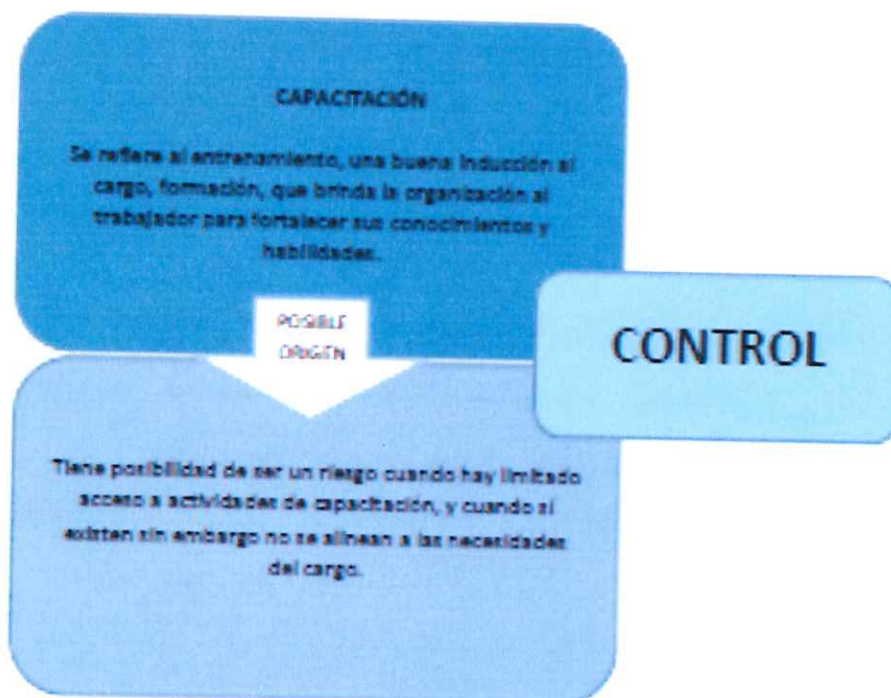 CAPACITACIÓN
Se refiere al entrenamiento, una buena inducción al
cargo, formación, que brinda la organización al
trabajador para fortalecer sus conocimientos y
habilidades.
POSIBLE
ORIGEN
CONTROL
Tiene posibilidad de ser un riesgo cuando hay limitado
acceso a actividades de capacitación, y cuando sí
existen sin embargo no se alinean a las necesidades
del cargo.